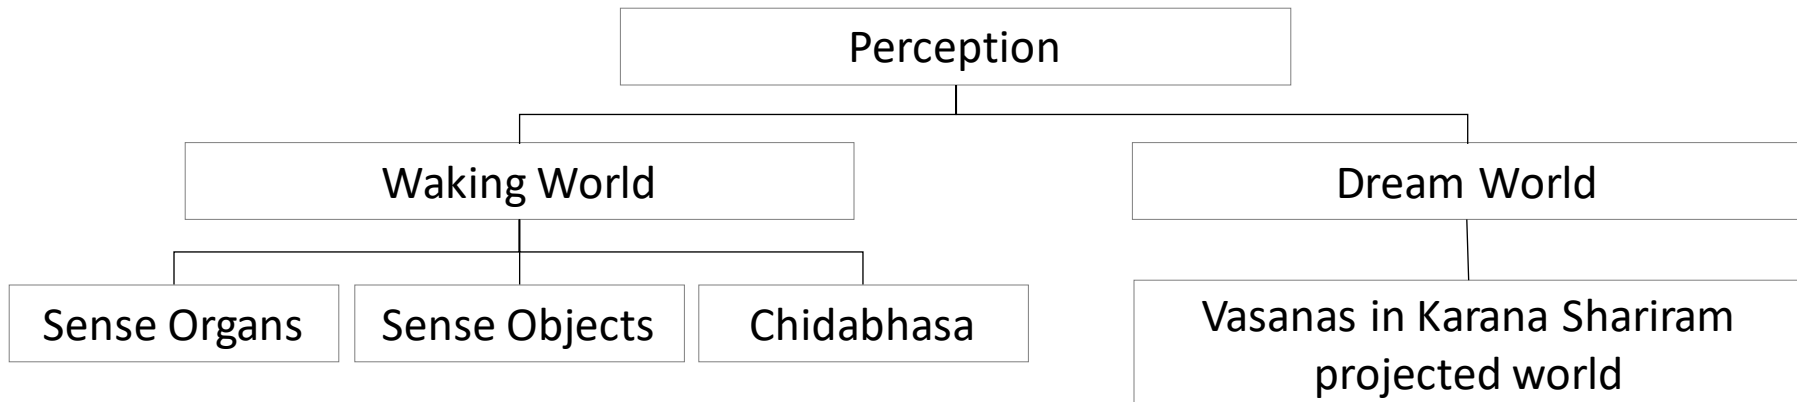 Perception
Waking World
Dream World
Sense Organs
Sense Objects
Chidabhasa
Vasanas in Karana Shariram
projected world